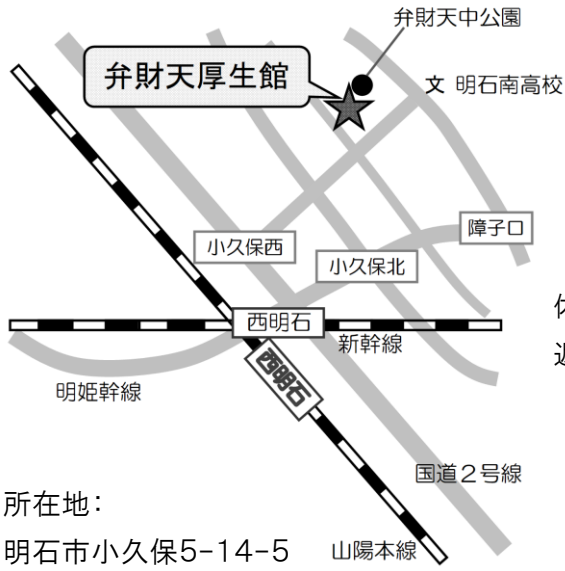 弁財天中公園
弁財天厚生館
文 明石南高校
障子口
小久保西
小久保北
西明石
新幹線
西明石
明姫幹線
国道2号線
所在地：
明石市小久保5-14-5
山陽本線